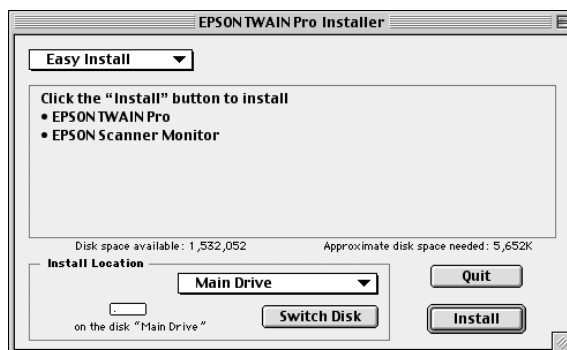 EPSON TWAIN Pro Installer
Easy Install
Click the “Install” button to install
• EPSON TWAIN Pro
• EPSON Scanner Monitor
Disk space available: 1,532,052
Approximate disk space needed: 5,652K
Install Location
Main Drive
Quit
Switch Disk
Install
on the disk “Main Drive”